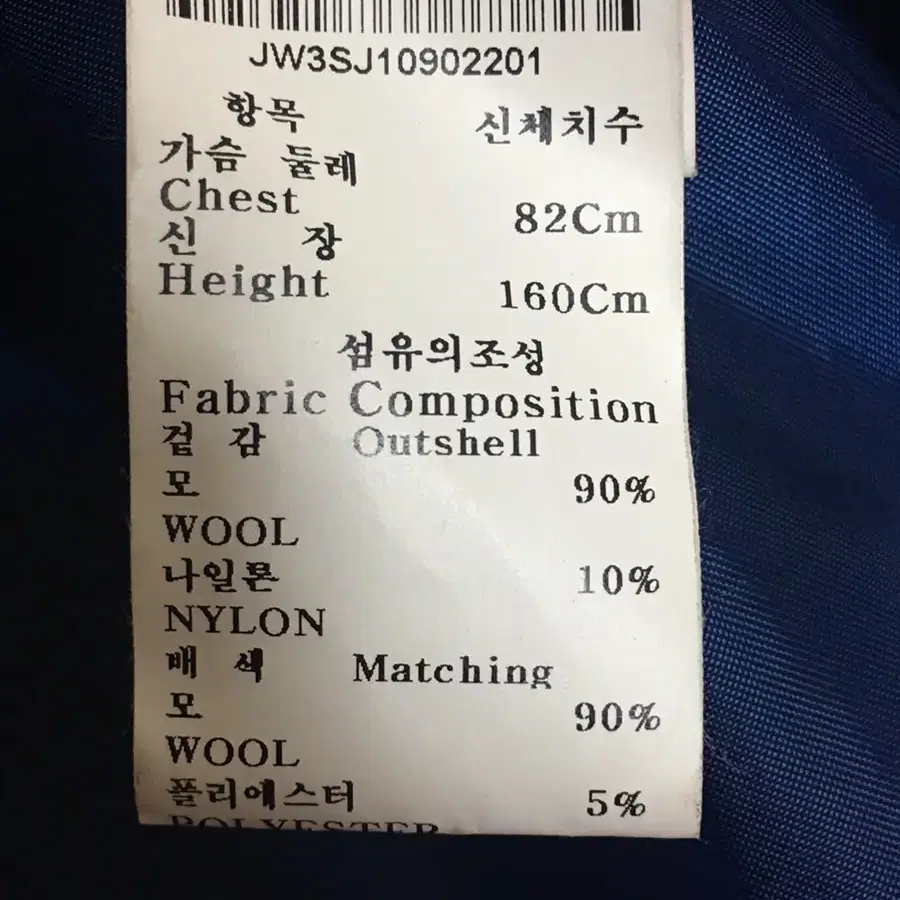 JW3SJ10902201
항목 신체치수
가슴 둘레
Chest 82Cm
신 장
Height 160Cm
섬유의조성
Fabric Composition
겉 감 Outshell
모 90%
WOOL
나일론 10%
NYLON
배 색 Matching
모 90%
WOOL
폴리에스터 5%
POLYESTER